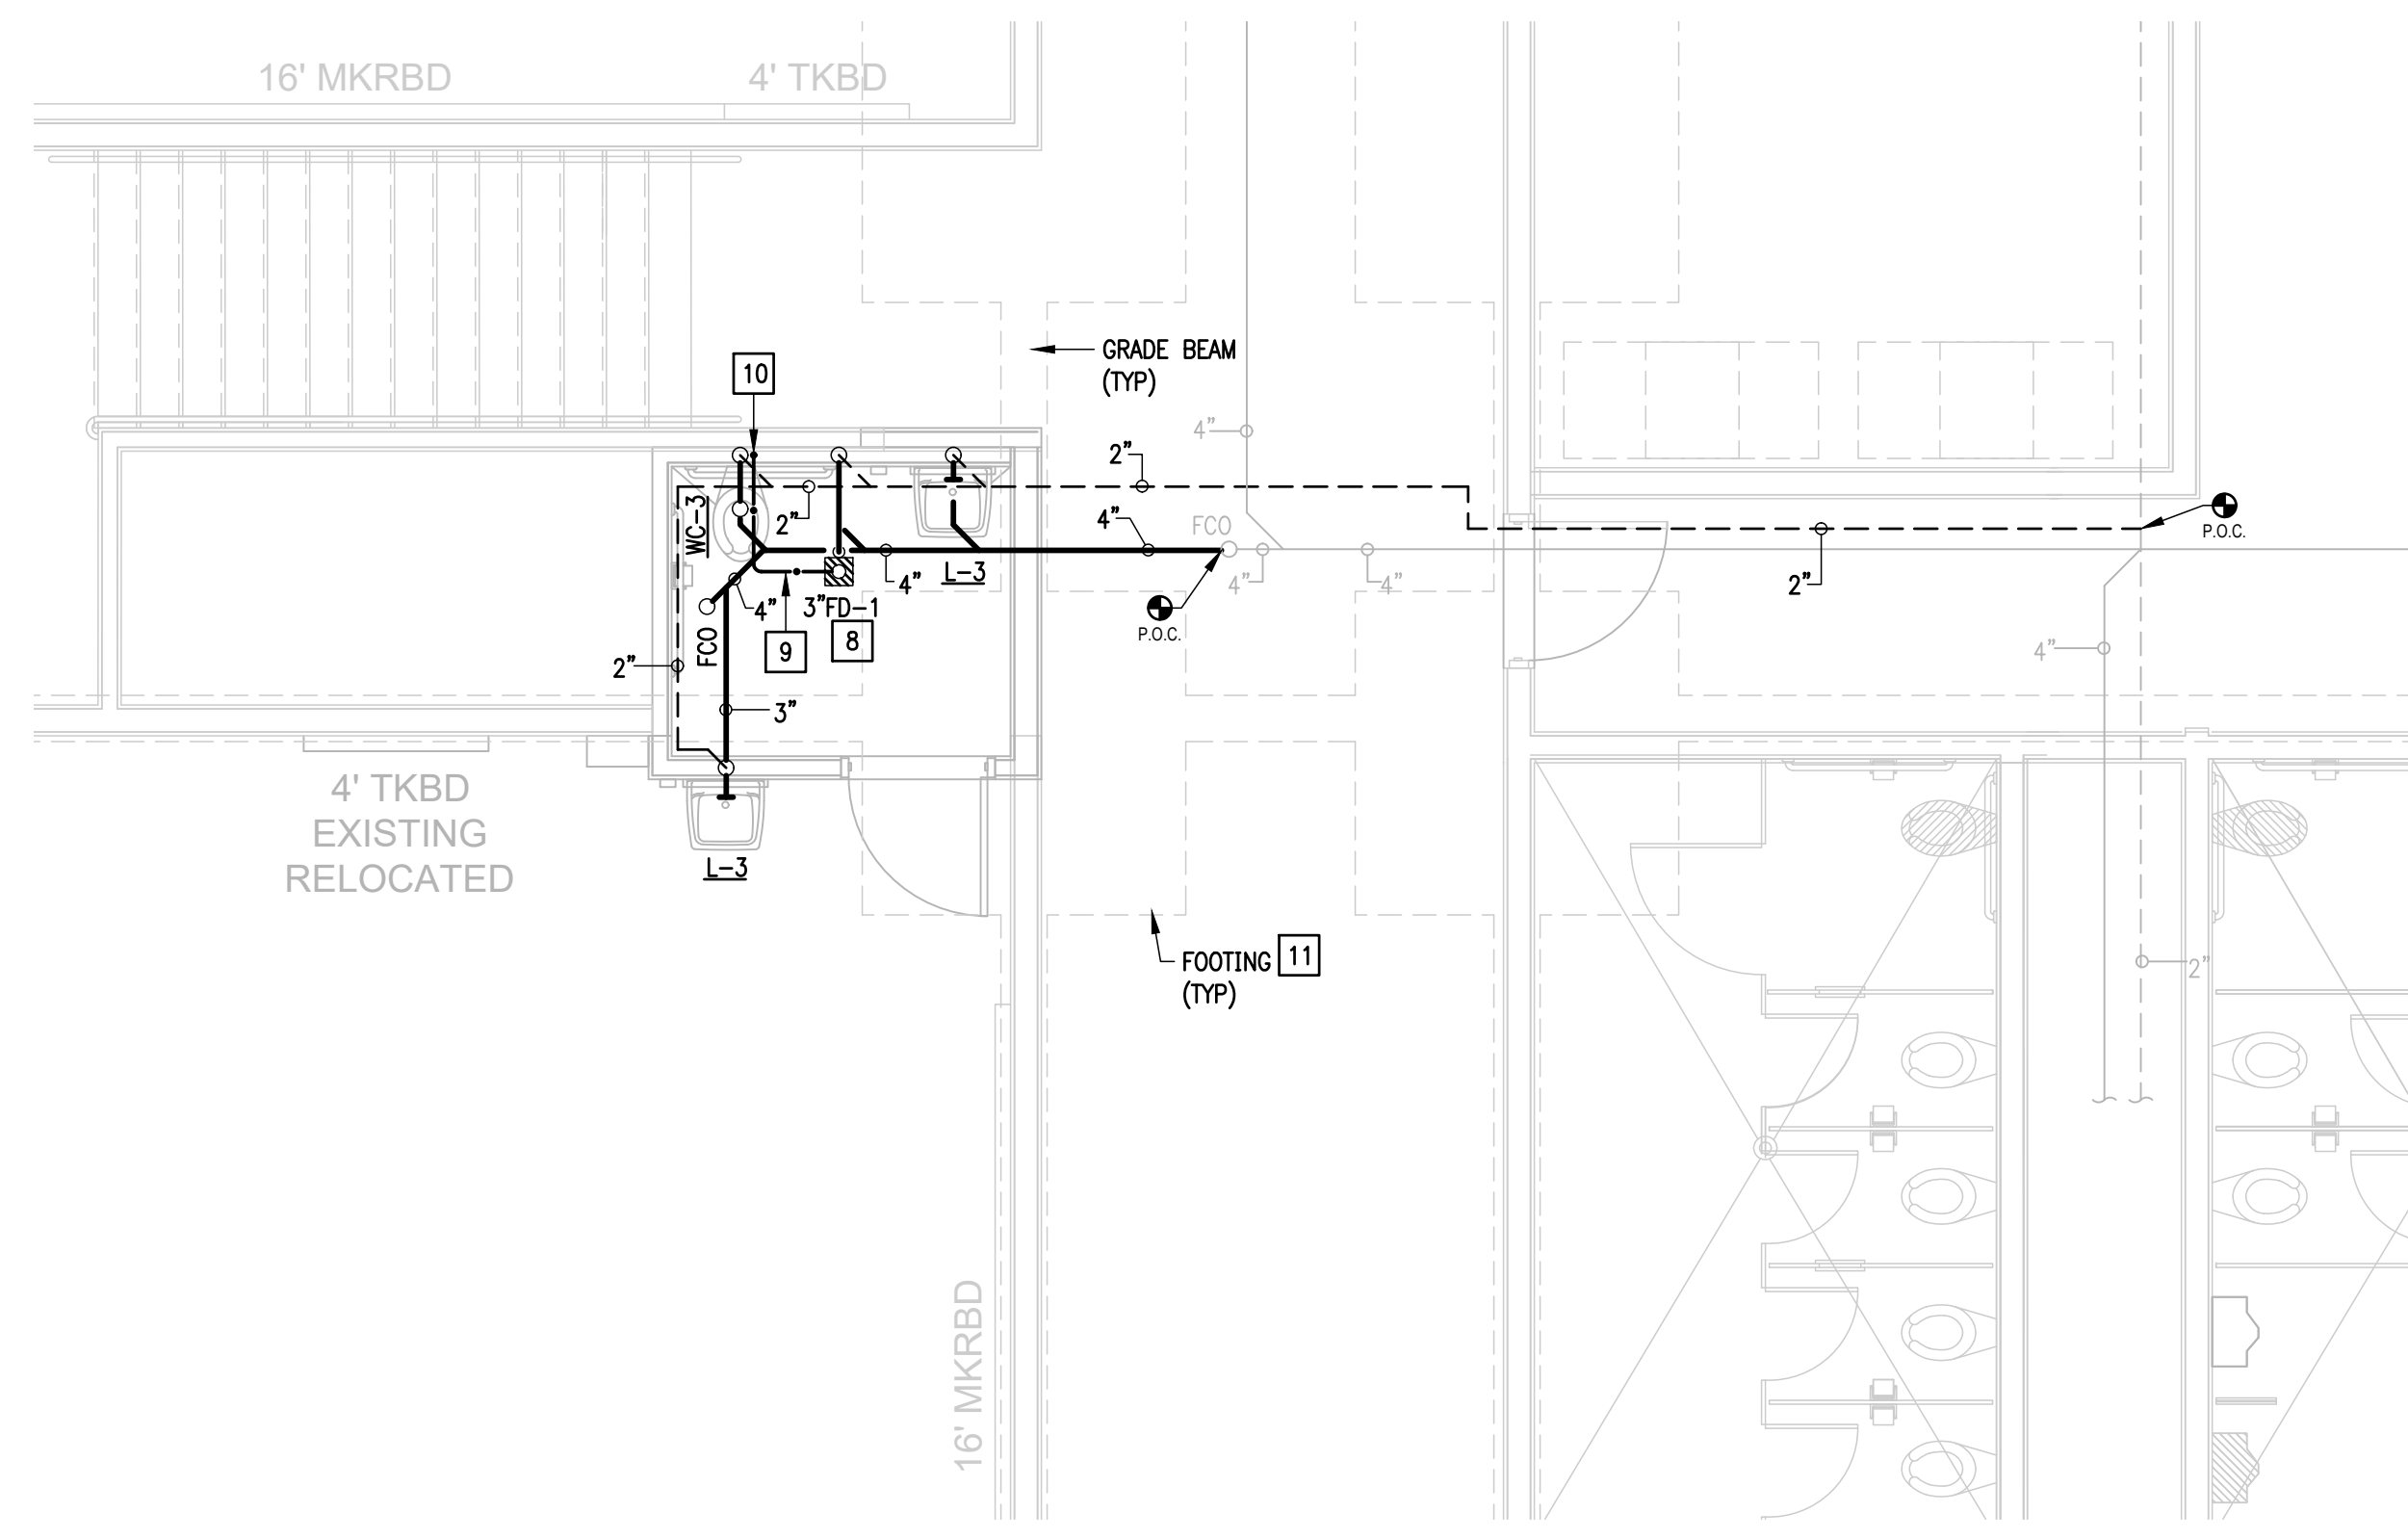 16' MKRBD
4' TKBD
GRADE BEAM
(TYP)
10
4"
2"
WC-3
2"
4"
FCO
P.O.C.
4"
L-3
4"
4"
2"
4"
3"FD-1
P.O.C.
FCO
9
8
2"
4"
3"
4' TKBD
EXISTING
RELOCATED
L-3
FOOTING 11
(TYP)
2"
16' MKRBD